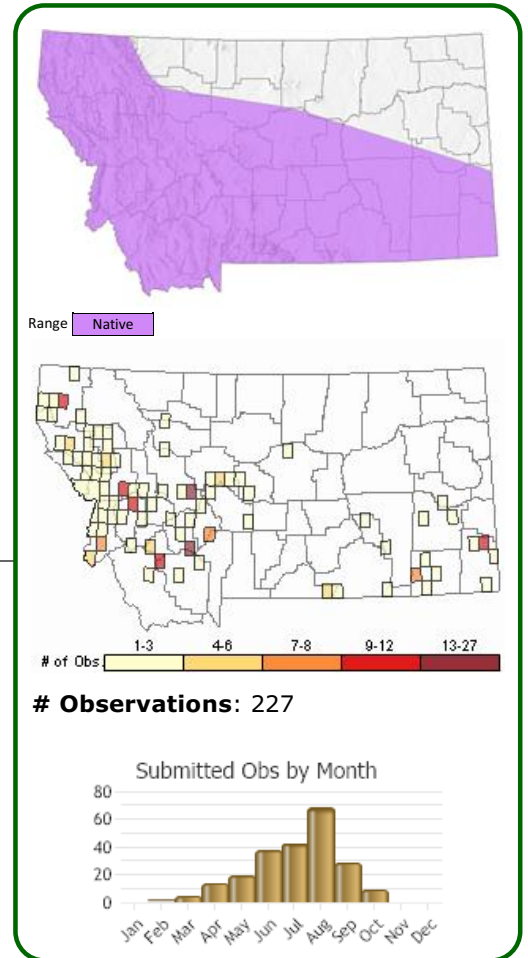 Range Native
1-3 4-6 7-8 9-12 13-27
# of Obs.
# Observations: 227
Submitted Obs by Month
80
60
40
20
0
Jan Feb Mar Apr May Jun Jul Aug Sep Oct Nov Dec